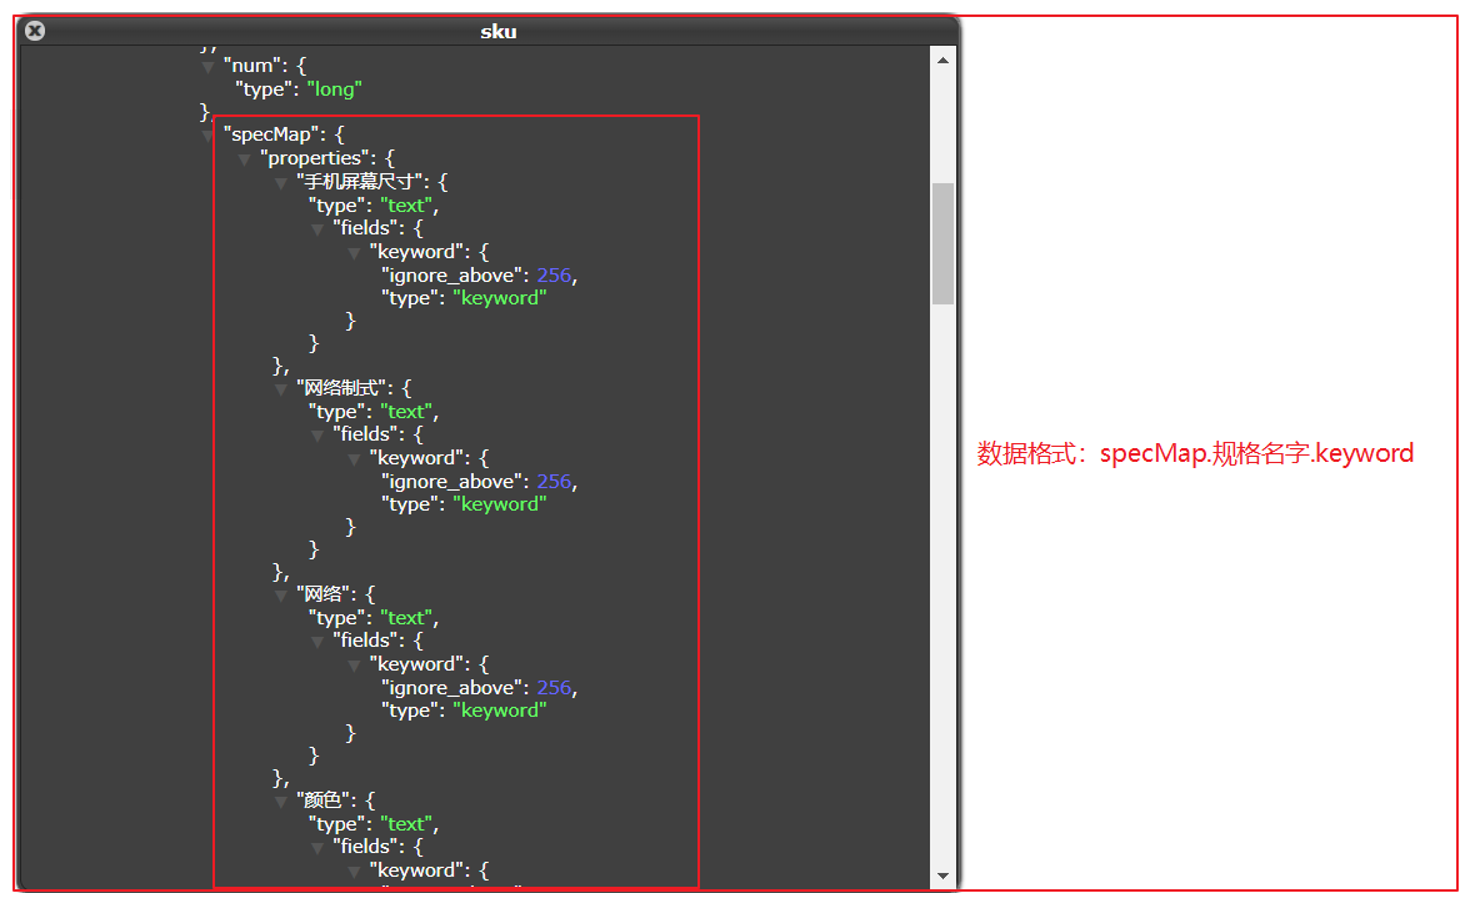 sku
},
"num": {
"type": "long"
},
"specMap": {
"properties": {
"手机屏幕尺寸": {
"type": "text",
"fields": {
"keyword": {
"ignore_above": 256,
"type": "keyword"
}
}
},
"网络制式": {
"type": "text",
"fields": {
"keyword": {
"ignore_above": 256,
"type": "keyword"
}
}
},
数据格式：specMap.规格名字.keyword
"网络": {
"type": "text",
"fields": {
"keyword": {
"ignore_above": 256,
"type": "keyword"
}
}
},
"颜色": {
"type": "text",
"fields": {
"keyword": {